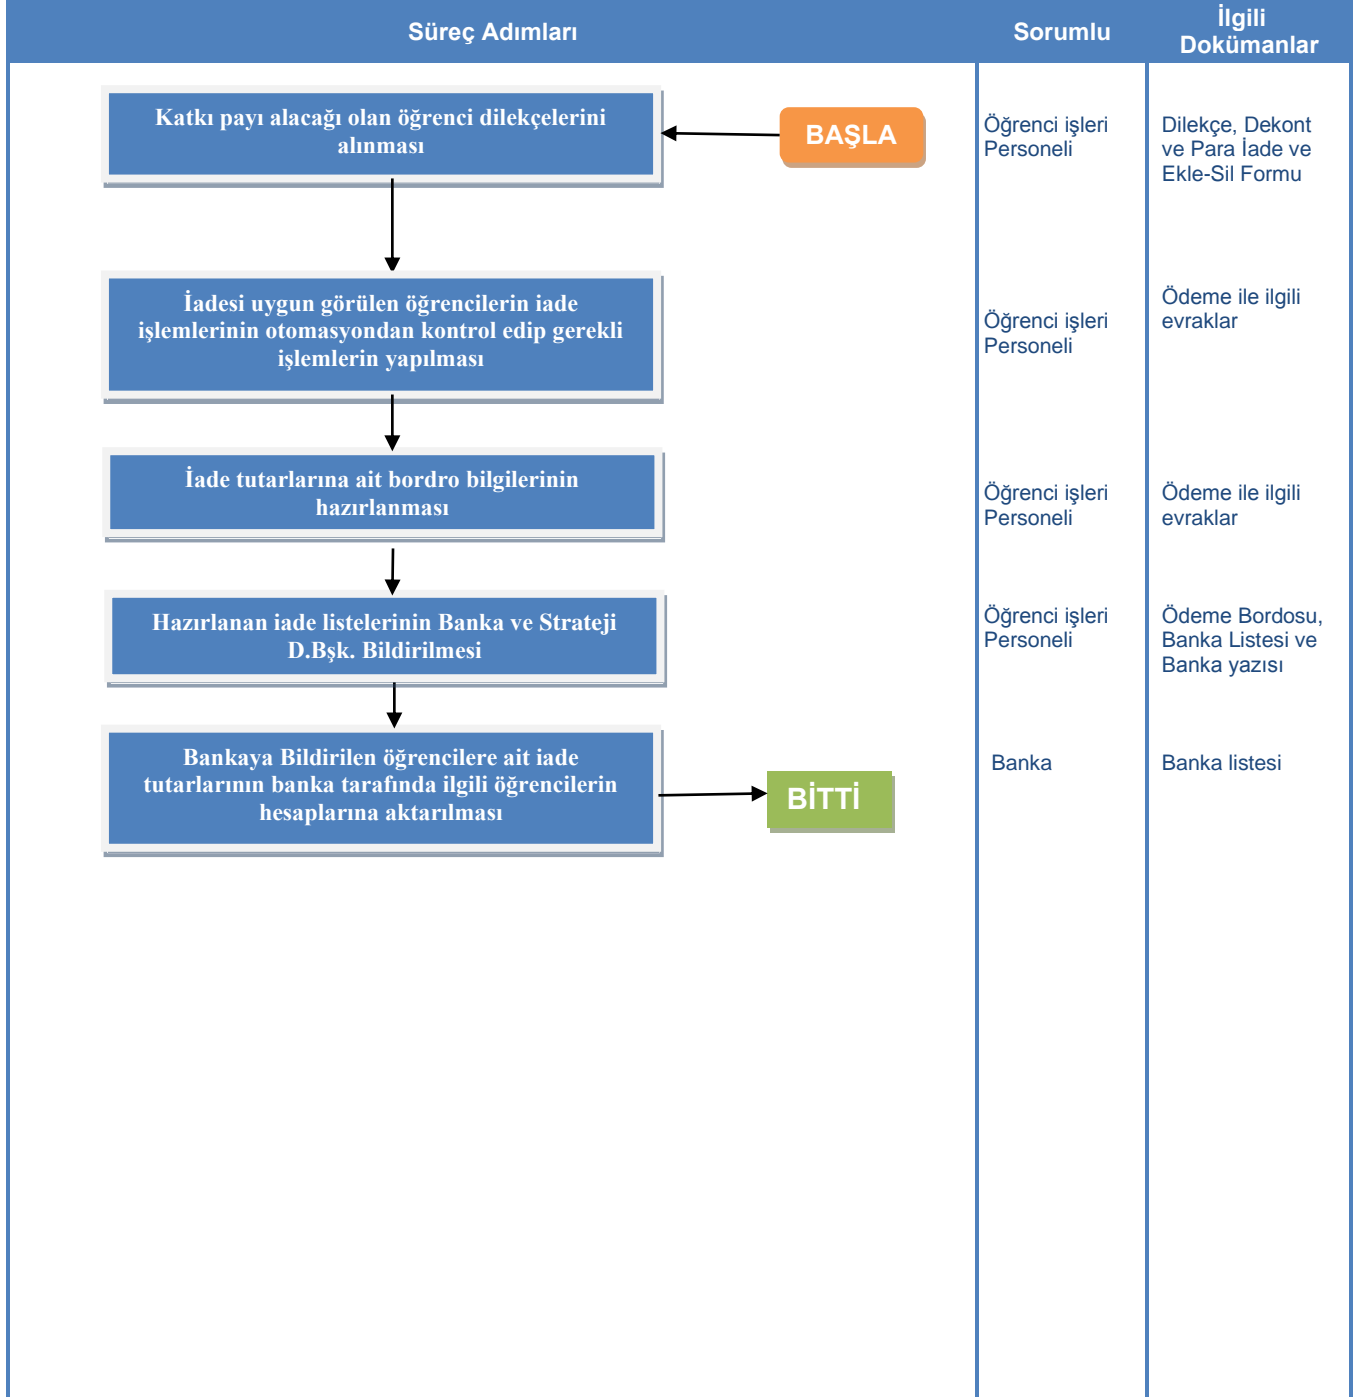 Süreç Adımları
Sorumlu
İlgili
Dokümanlar
Katkı payı alacağı olan öğrenci dilekçelerini
alınması
BAŞLA
Öğrenci işleri
Personeli
Dilekçe, Dekont
ve Para İade ve
Ekle-Sil Formu
İadesi uygun görülen öğrencilerin iade
işlemlerinin otomasyondan kontrol edip gerekli
işlemlerin yapılması
Öğrenci işleri
Personeli
Ödeme ile ilgili
evraklar
İade tutarlarına ait bordro bilgilerinin
hazırlanması
Öğrenci işleri
Personeli
Ödeme ile ilgili
evraklar
Hazırlanan iade listelerinin Banka ve Strateji
D.Bşk. Bildirilmesi
Öğrenci işleri
Personeli
Ödeme Bordosu,
Banka Listesi ve
Banka yazısı
Bankaya Bildirilen öğrencilere ait iade
tutarlarının banka tarafında ilgili öğrencilerin
hesaplarına aktarılması
BİTTİ
Banka
Banka listesi